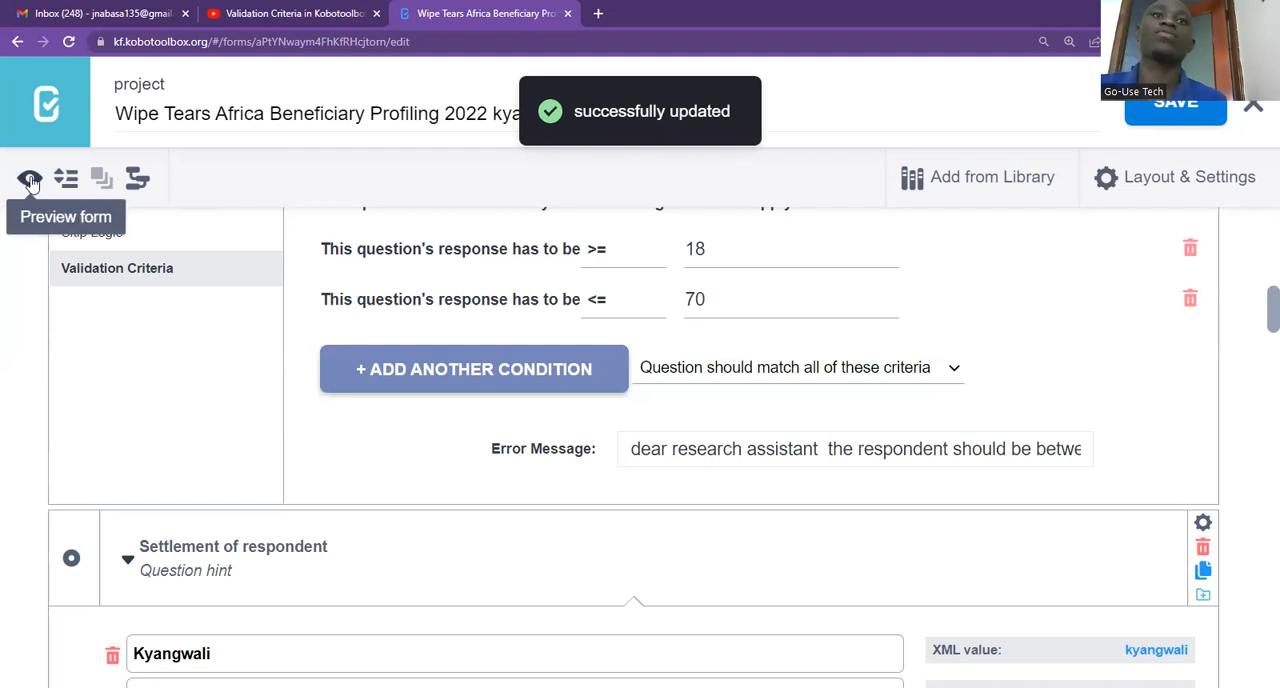 Inbox (248) - jnabasa135@gmail
Validation Criteria in Kobotoolbo
Wipe Tears Africa Beneficiary Pro
kf.kobotoolbox.org/#/forms/aPtYNwaym4FhKfRHcjtorn/edit
Go-Use Tech
project
Wipe Tears Africa Beneficiary Profiling 2022 kya
successfully updated
SAVE
Add from Library
Layout & Settings
Preview form
Skip Logic
Validation Criteria
This question's response has to be >= 18
This question's response has to be <= 70
+ ADD ANOTHER CONDITION
Question should match all of these criteria
Error Message:
dear research assistant the respondent should be betwe
Settlement of respondent
Question hint
Kyangwali
XML value: kyangwali